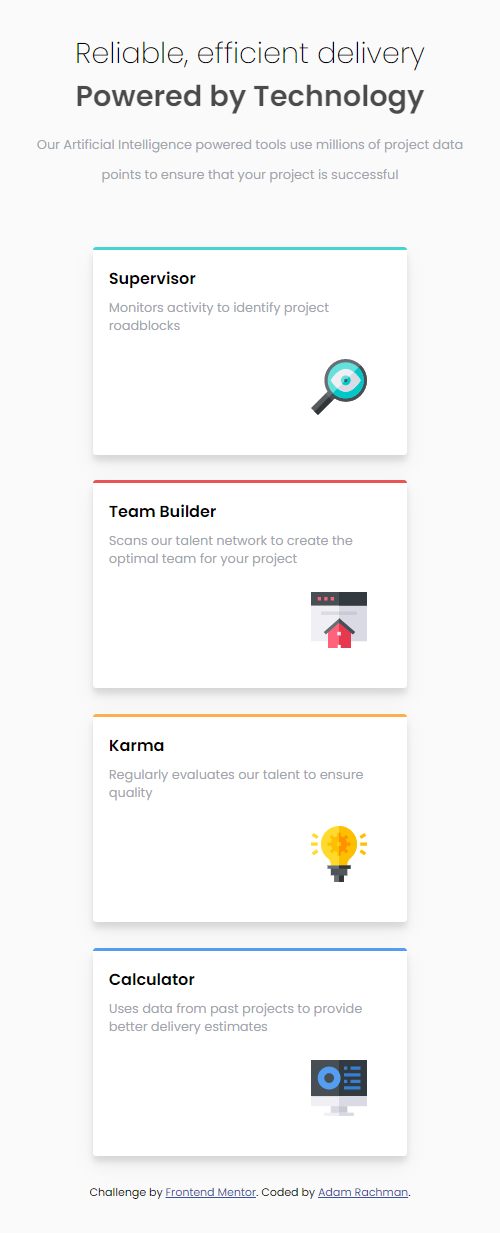 Reliable, efficient delivery
Powered by Technology
Our Artificial Intelligence powered tools use millions of project data
points to ensure that your project is successful
Supervisor
Monitors activity to identify project
roadblocks
Team Builder
Scans our talent network to create the
optimal team for your project
Karma
Regularly evaluates our talent to ensure
quality
Calculator
Uses data from past projects to provide
better delivery estimates
Challenge by Frontend Mentor. Coded by Adam Rachman.